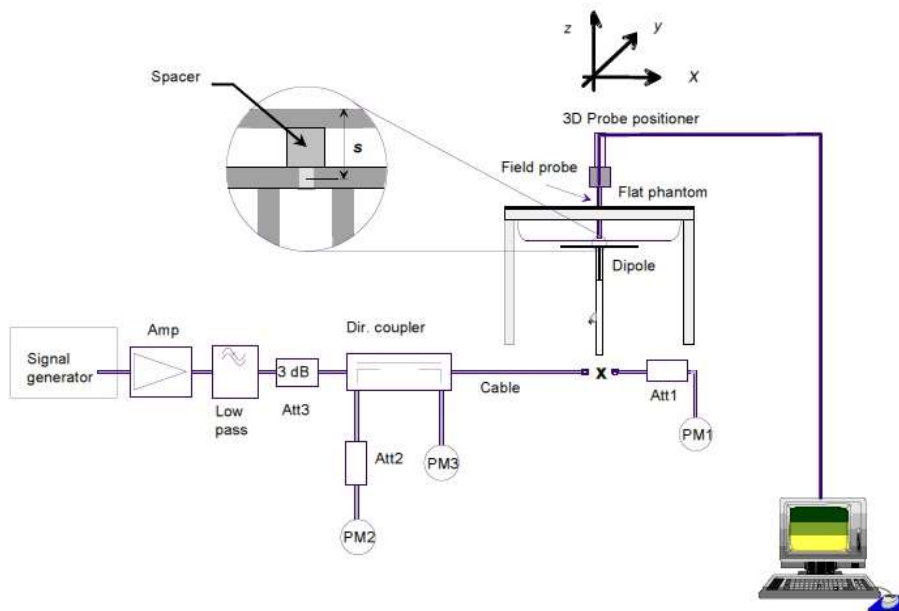 z
y
x
Spacer
s
3D Probe positioner
Field probe
Flat phantom
Dipole
Signal
generator
Amp
Low
pass
3 dB
Att3
Dir. coupler
Cable
x
Att1
PM1
Att2
PM3
PM2